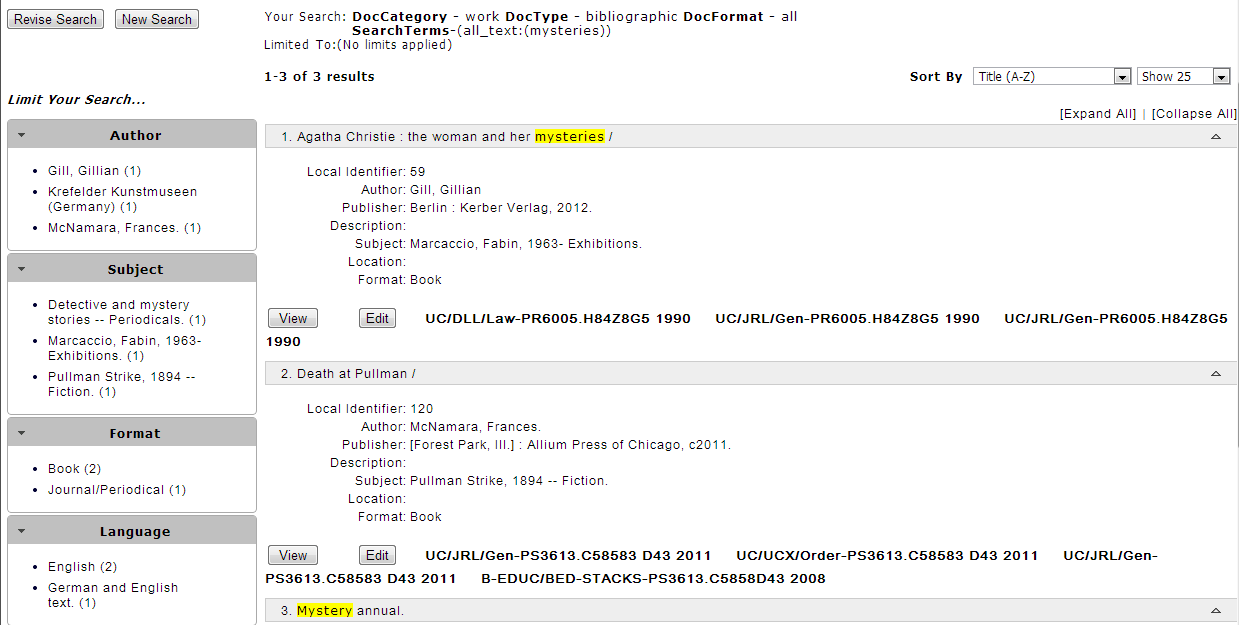 Revise Search New Search
Your Search: DocCategory - work DocType - bibliographic DocFormat - all
SearchTerms-(all_text:(mysteries))
Limited To:(No limits applied)
1-3 of 3 results
Sort By Title (A-Z) Show 25
Limit Your Search...
[Expand All] | [Collapse All]
Author
Gill, Gillian (1)
Krefelder Kunstmuseen
(Germany) (1)
McNamara, Frances. (1)
Subject
Detective and mystery
stories -- Periodicals. (1)
Marcaccio, Fabin, 1963-
Exhibitions. (1)
Pullman Strike, 1894 --
Fiction. (1)
Format
Book (2)
Journal/Periodical (1)
Language
English (2)
German and English
text. (1)
1. Agatha Christie : the woman and her mysteries /
Local Identifier: 59
Author: Gill, Gillian
Publisher: Berlin : Kerber Verlag, 2012.
Description:
Subject: Marcaccio, Fabin, 1963- Exhibitions.
Location:
Format: Book
View Edit UC/DLL/Law-PR6005.H84Z8G5 1990 UC/JRL/Gen-PR6005.H84Z8G5 1990 UC/JRL/Gen-PR6005.H84Z8G5
1990
2. Death at Pullman /
Local Identifier: 120
Author: McNamara, Frances.
Publisher: [Forest Park, Ill.] : Allium Press of Chicago, c2011.
Description:
Subject: Pullman Strike, 1894 -- Fiction.
Location:
Format: Book
View Edit UC/JRL/Gen-PS3613.C58583 D43 2011 UC/UCX/Order-PS3613.C58583 D43 2011 UC/JRL/Gen-
PS3613.C58583 D43 2011 B-EDUC/BED-STACKS-PS3613.C5858D43 2008
3. Mystery annual.